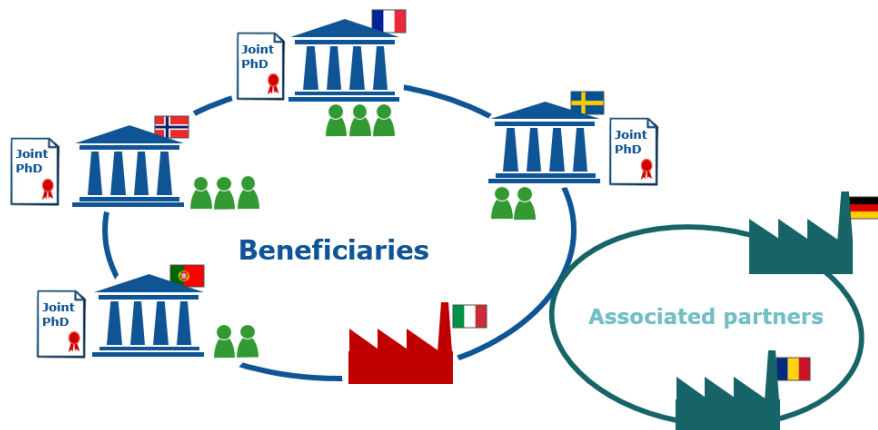 Joint
PhD
Joint
PhD
Joint
PhD
Beneficiaries
Joint
PhD
Associated partners